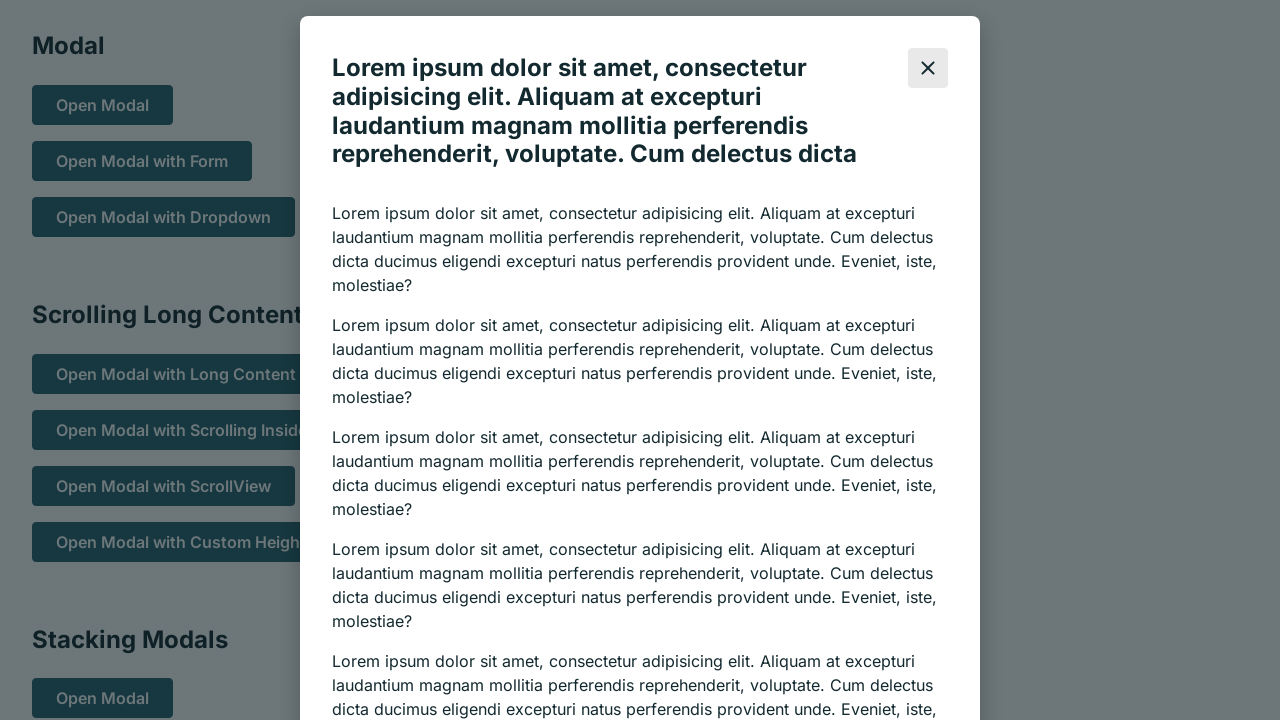 Modal
Open Modal
Open Modal with Form
Open Modal with Dropdown
Scrolling Long Content
Open Modal with Long Content
Open Modal with Scrolling
Open Modal with ScrollView
Open Modal with Custom
Stacking Modals
Open Modal
Lorem ipsum dolor sit amet, consectetur
adipisicing elit. Aliquam at excepturi
laudantium magnam mollitia perferendis
reprehenderit, voluptate. Cum delectus dicta
Lorem ipsum dolor sit amet, consectetur adipisicing elit. Aliquam at excepturi
laudantium magnam mollitia perferendis reprehenderit, voluptate. Cum delectus
dicta ducimus eligendi excepturi natus perferendis provident unde. Eveniet, iste,
molestiae?
Lorem ipsum dolor sit amet, consectetur adipisicing elit. Aliquam at excepturi
laudantium magnam mollitia perferendis reprehenderit, voluptate. Cum delectus
dicta ducimus eligendi excepturi natus perferendis provident unde. Eveniet, iste,
molestiae?
Lorem ipsum dolor sit amet, consectetur adipisicing elit. Aliquam at excepturi
laudantium magnam mollitia perferendis reprehenderit, voluptate. Cum delectus
dicta ducimus eligendi excepturi natus perferendis provident unde. Eveniet, iste,
molestiae?
Lorem ipsum dolor sit amet, consectetur adipisicing elit. Aliquam at excepturi
laudantium magnam mollitia perferendis reprehenderit, voluptate. Cum delectus
dicta ducimus eligendi excepturi natus perferendis provident unde. Eveniet, iste,
molestiae?
Lorem ipsum dolor sit amet, consectetur adipisicing elit. Aliquam at excepturi
laudantium magnam mollitia perferendis reprehenderit, voluptate. Cum delectus
dicta ducimus eligendi excepturi natus perferendis provident unde. Eveniet, iste,